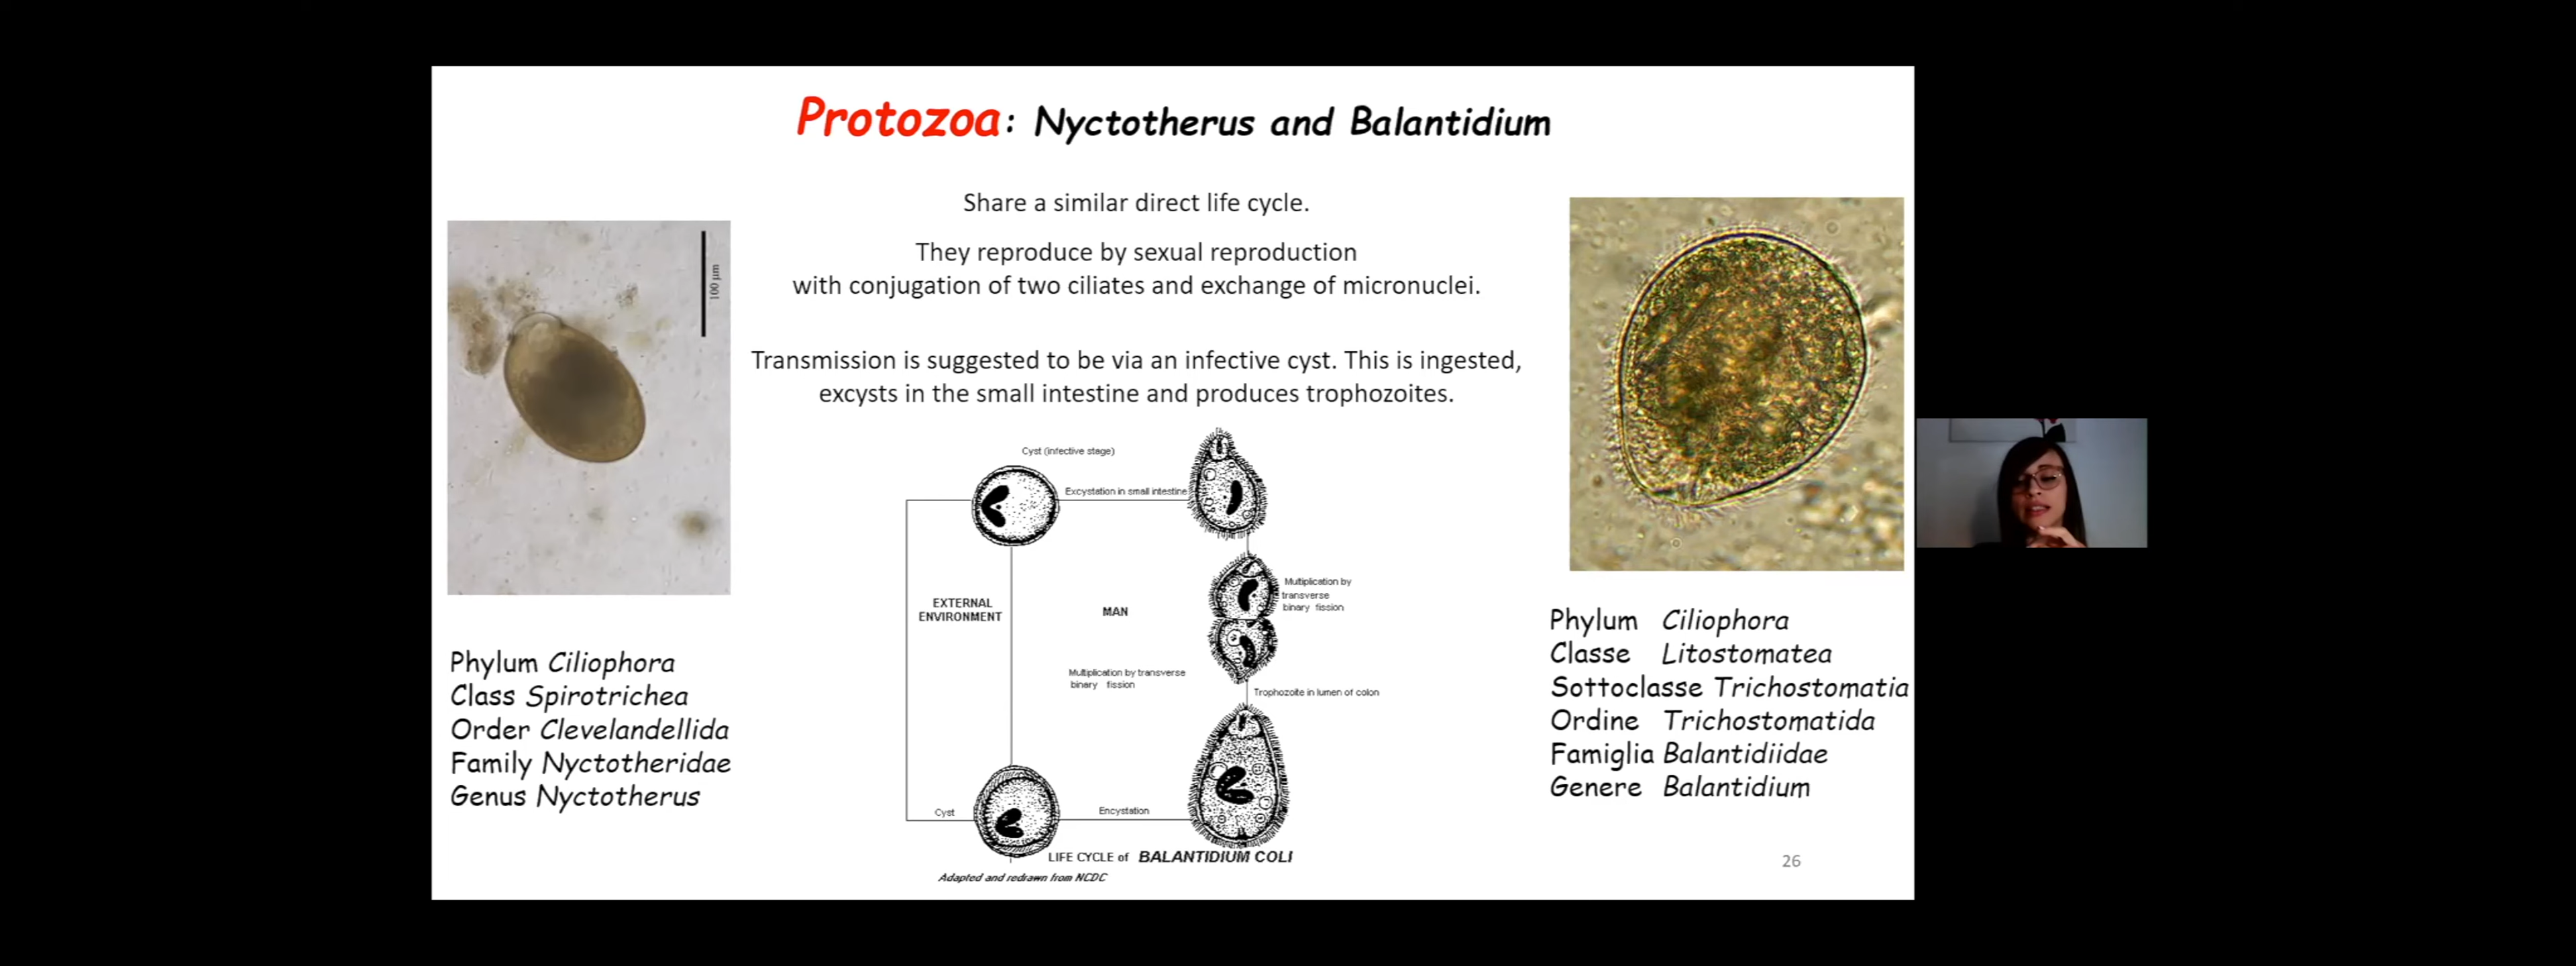 Protozoa: Nyctotherus and Balantidium
Share a similar direct life cycle.
They reproduce by sexual reproduction
with conjugation of two ciliates and exchange of micronuclei.
Transmission is suggested to be via an infective cyst. This is ingested,
excysts in the small intestine and produces trophozoites.
100 µm
Phylum Ciliophora
Class Spirotrichea
Order Clevelandellida
Family Nyctotheridae
Genus Nyctotherus
Cyst (infective stage)
Excystation in small intestine
EXTERNAL
ENVIRONMENT
MAN
Multiplication by
transverse
binary fission
Multiplication by transverse
binary fission
Trophozoite in lumen of colon
Cyst
Encystation
LIFE CYCLE of BALANTIDIUM COLI
Adapted and redrawn from NCDC
Phylum Ciliophora
Classe Litostomatea
Sottoclasse Trichostomatia
Ordine Trichostomatida
Famiglia Balantidiidae
Genere Balantidium
26